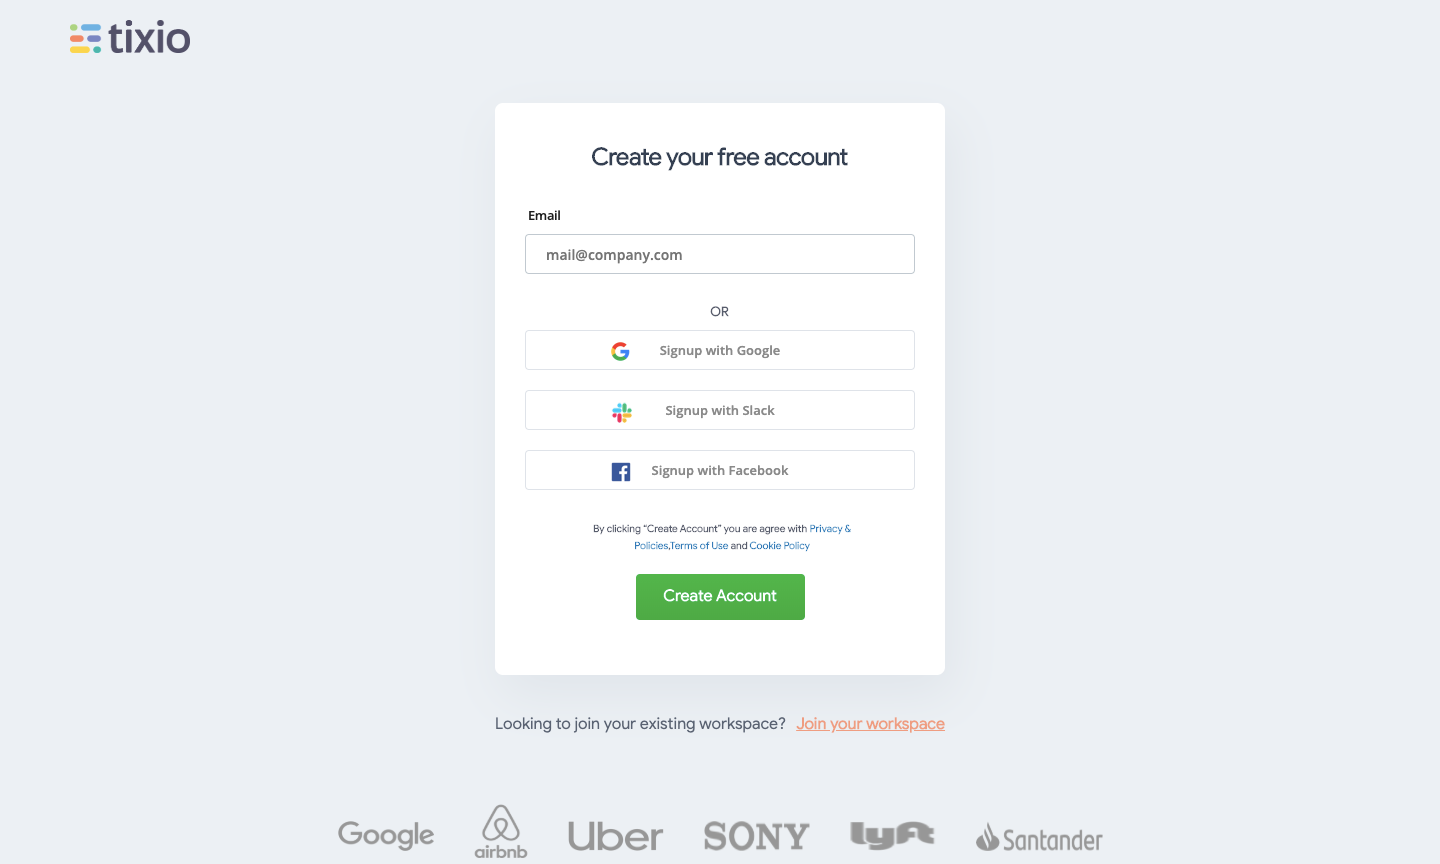 tixio
Create your free account
Email
mail@company.com
OR
Signup with Google
Signup with Slack
Signup with Facebook
By clicking “Create Account” you are agree with Privacy &
Policies,Terms of Use and Cookie Policy
Create Account
Looking to join your existing workspace? Join your workspace
Google airbnb Uber SONY lyft Santander